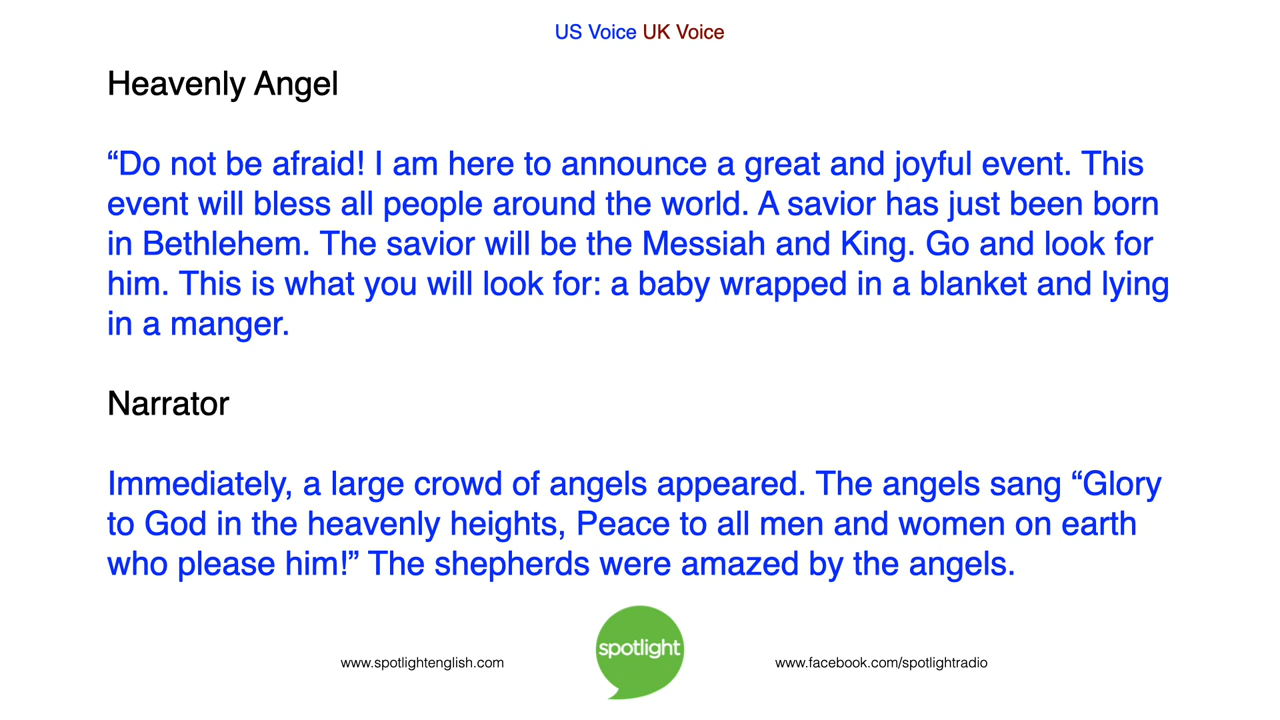 US Voice UK Voice
Heavenly Angel
“Do not be afraid! I am here to announce a great and joyful event. This
event will bless all people around the world. A savior has just been born
in Bethlehem. The savior will be the Messiah and King. Go and look for
him. This is what you will look for: a baby wrapped in a blanket and lying
in a manger.
Narrator
Immediately, a large crowd of angels appeared. The angels sang “Glory
to God in the heavenly heights, Peace to all men and women on earth
who please him!” The shepherds were amazed by the angels.
www.spotlightenglish.com
spotlight
www.facebook.com/spotlightradio